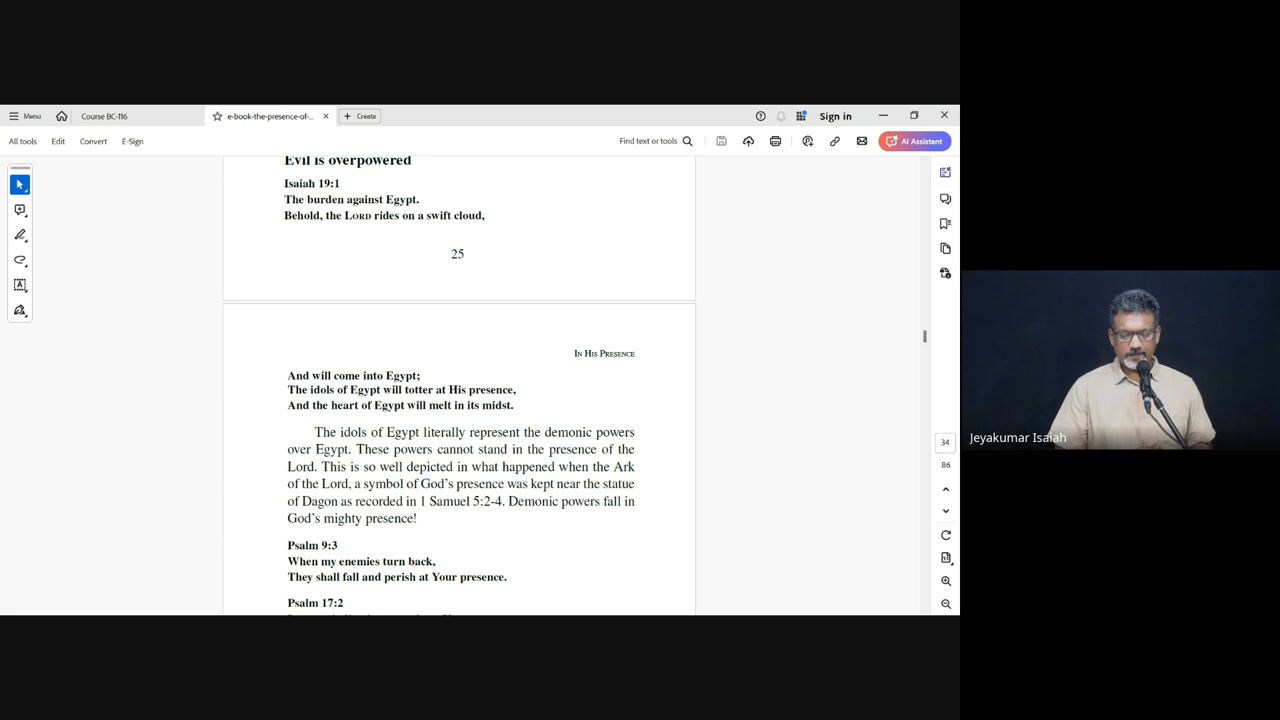 Menu
Course BC-116
e-book-the-presence-of-...
Create
Sign in
All tools
Edit
Convert
E-Sign
Find text or tools
AI Assistant
Evil is overpowered
Isaiah 19:1
The burden against Egypt.
Behold, the LORD rides on a swift cloud,
25
IN HIS PRESENCE
And will come into Egypt;
The idols of Egypt will totter at His presence,
And the heart of Egypt will melt in its midst.
The idols of Egypt literally represent the demonic powers
over Egypt. These powers cannot stand in the presence of the
Lord. This is so well depicted in what happened when the Ark
of the Lord, a symbol of God's presence was kept near the statue
of Dagon as recorded in 1 Samuel 5:2-4. Demonic powers fall in
God's mighty presence!
Psalm 9:3
When my enemies turn back,
They shall fall and perish at Your presence.
Psalm 17:2
34
86
Jeyakumar Isaiah